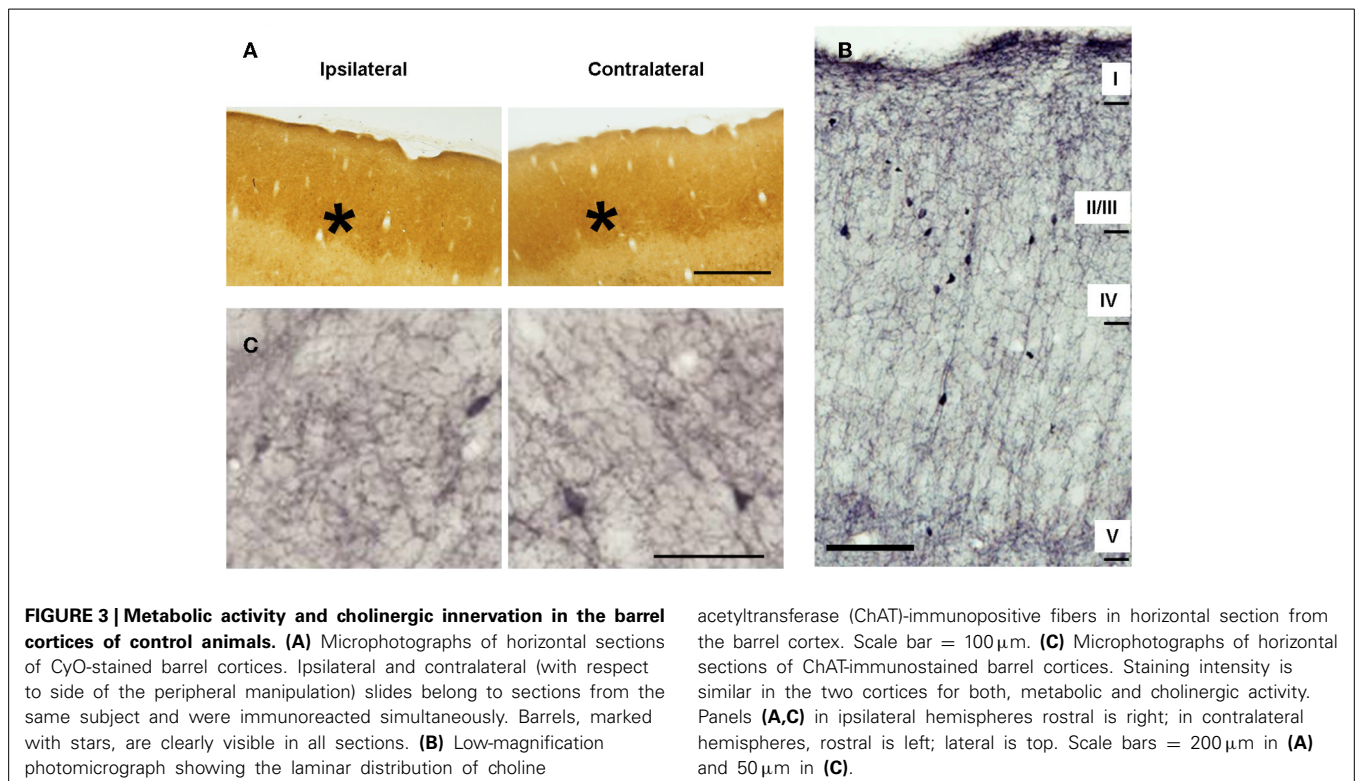 A
Ipsilateral
Contralateral
B
I
II/III
IV
V
C
FIGURE 3 | Metabolic activity and cholinergic innervation in the barrel
cortices of control animals. (A) Microphotographs of horizontal sections
of CyO-stained barrel cortices. Ipsilateral and contralateral (with respect
to side of the peripheral manipulation) slides belong to sections from the
same subject and were immunoreacted simultaneously. Barrels, marked
with stars, are clearly visible in all sections. (B) Low-magnification
photomicrograph showing the laminar distribution of choline
acetyltransferase (ChAT)-immunopositive fibers in horizontal section from
the barrel cortex. Scale bar = 100 μm. (C) Microphotographs of horizontal
sections of ChAT-immunostained barrel cortices. Staining intensity is
similar in the two cortices for both, metabolic and cholinergic activity.
Panels (A,C) in ipsilateral hemispheres rostral is right; in contralateral
hemispheres, rostral is left; lateral is top. Scale bars = 200 μm in (A)
and 50 μm in (C).